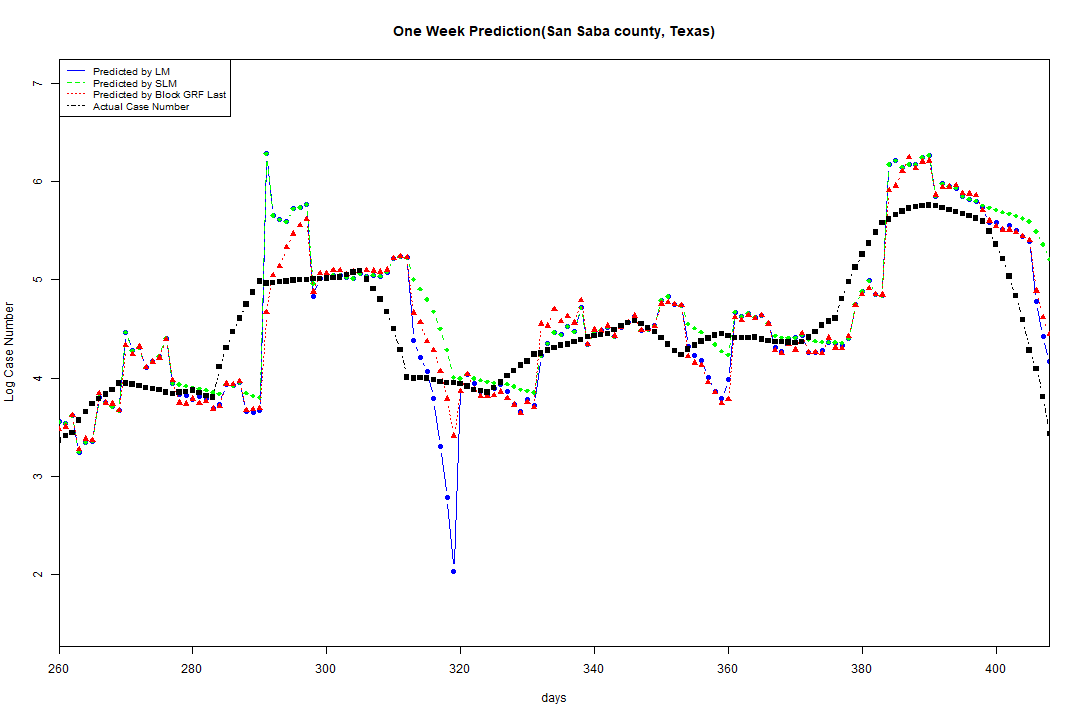 One Week Prediction(San Saba county, Texas)
Predicted by LM
Predicted by SLM
Predicted by Block GRF Last
Actual Case Number
7
6
5
4
3
2
Log Case Number
260 280 300 320 340 360 380 400
days